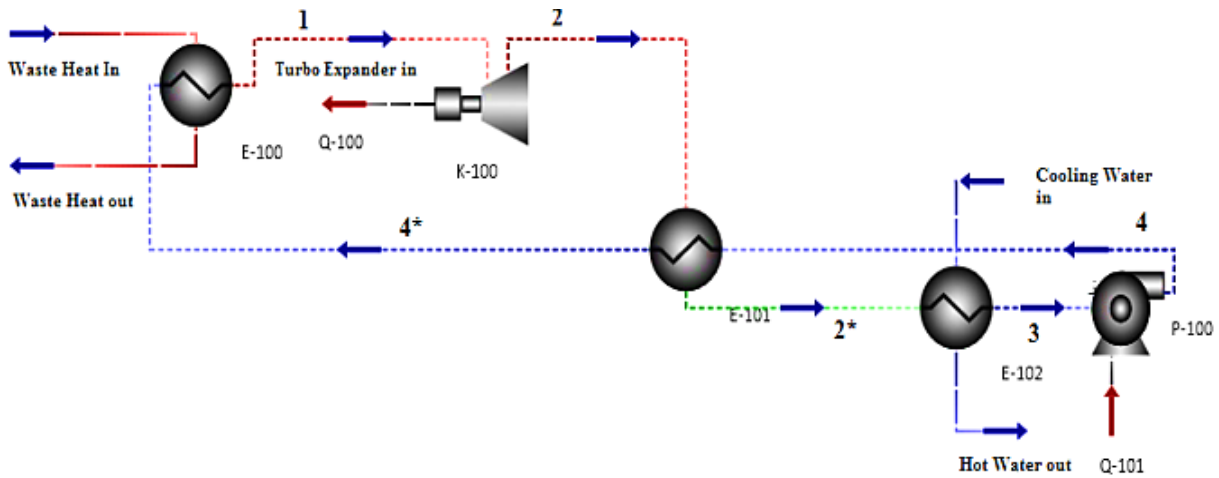 1
2
Waste Heat In
Turbo Expander in
Q-100
E-100
K-100
Waste Heat out
Cooling Water
in
4*
4
E-101
2*
3
P-100
E-102
Hot Water out
Q-101